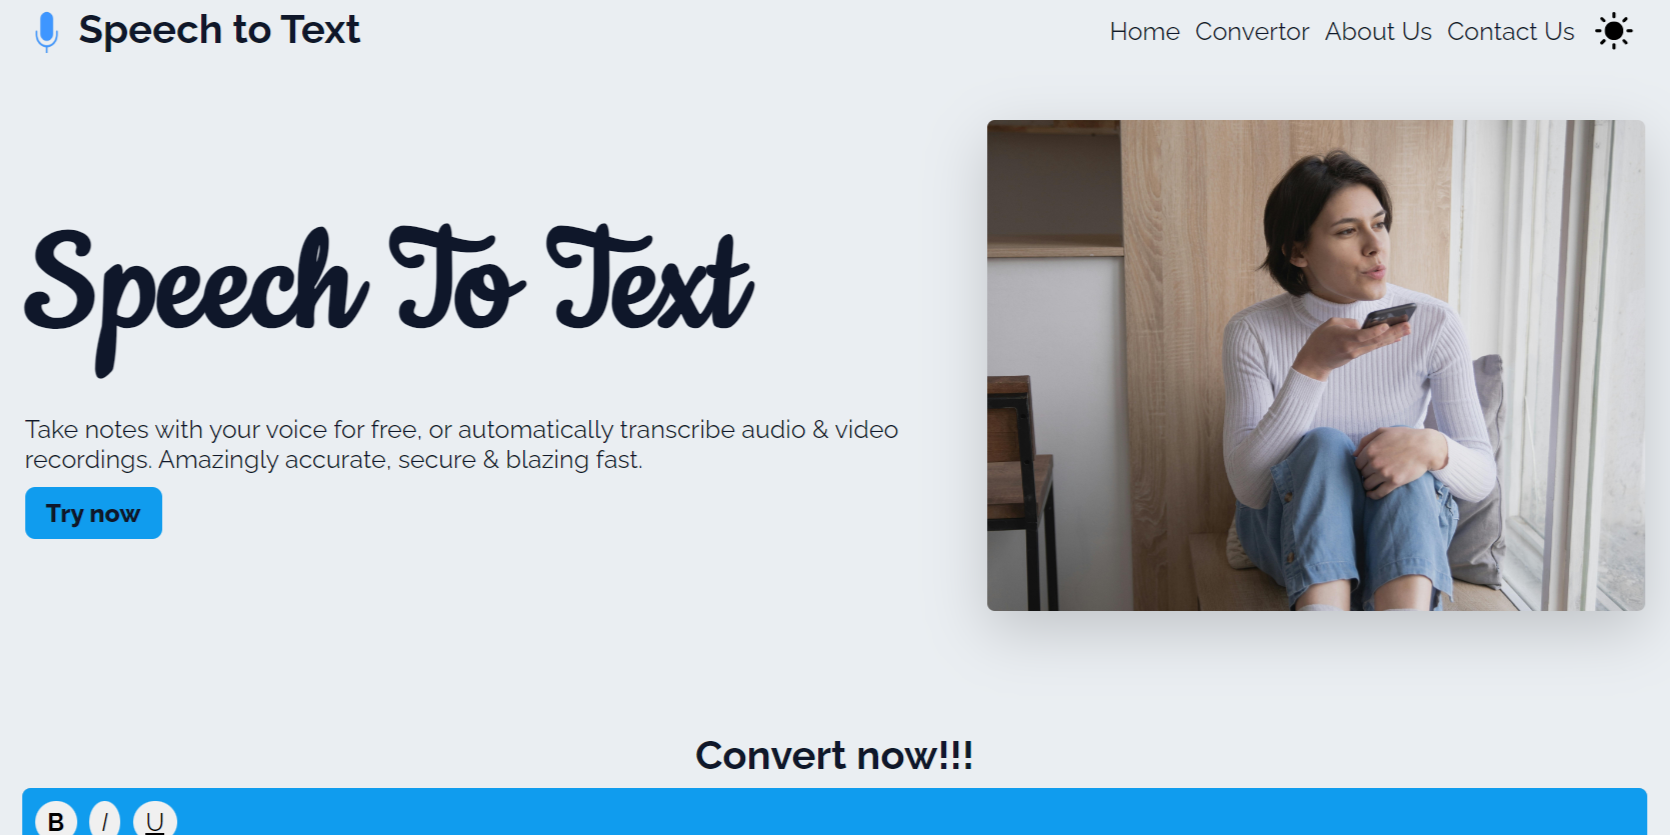 Speech to Text
Home Convertor About Us Contact Us
Speech To Text
Take notes with your voice for free, or automatically transcribe audio & video
recordings. Amazingly accurate, secure & blazing fast.
Try now
Convert now!!!
B I U